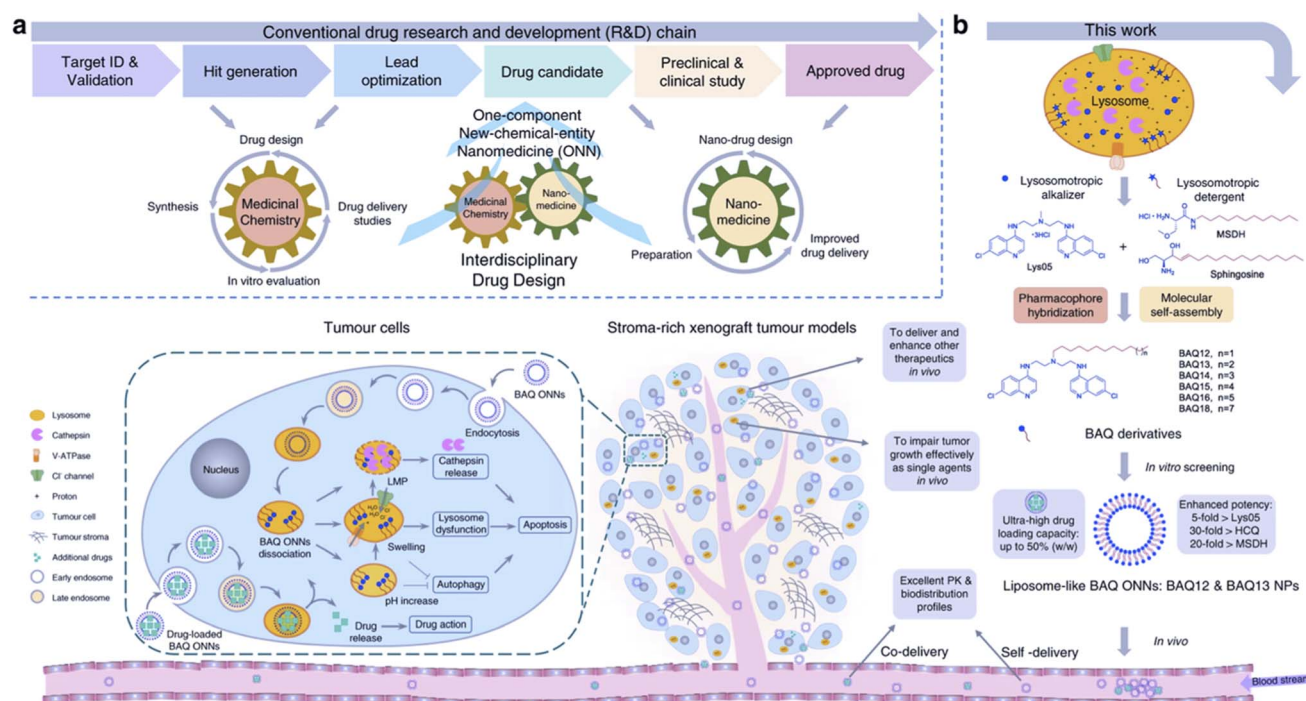 a
Conventional drug research and development (R&D) chain
Target ID &
Validation
Hit generation
Lead
optimization
Drug candidate
Preclinical &
clinical study
Approved drug
Drug design
Synthesis
Medicinal
Chemistry
Drug delivery
studies
In vitro evaluation
One-component
New-chemical-entity
Nanomedicine (ONN)
Medicinal
Chemistry
Nano-
medicine
Interdisciplinary
Drug Design
Nano-drug design
Nano-
medicine
Preparation
Improved
drug delivery
b
This work
Lysosome
Lysosomotropic
alkalizer
Lysosomotropic
detergent
·3HCl
Lys05
+
MSDH
Sphingosine
Pharmacophore
hybridization
Molecular
self-assembly
BAQ12, n=1
BAQ13, n=2
BAQ14, n=3
BAQ15, n=4
BAQ16, n=5
BAQ18, n=7
BAQ derivatives
In vitro screening
Ultra-high drug
loading capacity:
up to 50% (w/w)
Enhanced potency:
5-fold > Lys05
30-fold > HCQ
20-fold > MSDH
Liposome-like BAQ ONNs: BAQ12 & BAQ13 NPs
In vivo
Blood stream
Tumour cells
Lysosome
Cathepsin
V-ATPase
Cl⁻ channel
Proton
Tumour cell
Tumour stroma
Additional drugs
Early endosome
Late endosome
Nucleus
BAQ ONNs
Endocytosis
BAQ ONNs
dissociation
LMP
Cathepsin
release
Swelling
Lysosome
dysfunction
Apoptosis
pH increase
Autophagy
Drug
release
Drug action
Drug-loaded
BAQ ONNs
Stroma-rich xenograft tumour models
To deliver and
enhance other
therapeutics
in vivo
To impair tumor
growth effectively
as single agents
in vivo
Excellent PK &
biodistribution
profiles
Co-delivery
Self -delivery